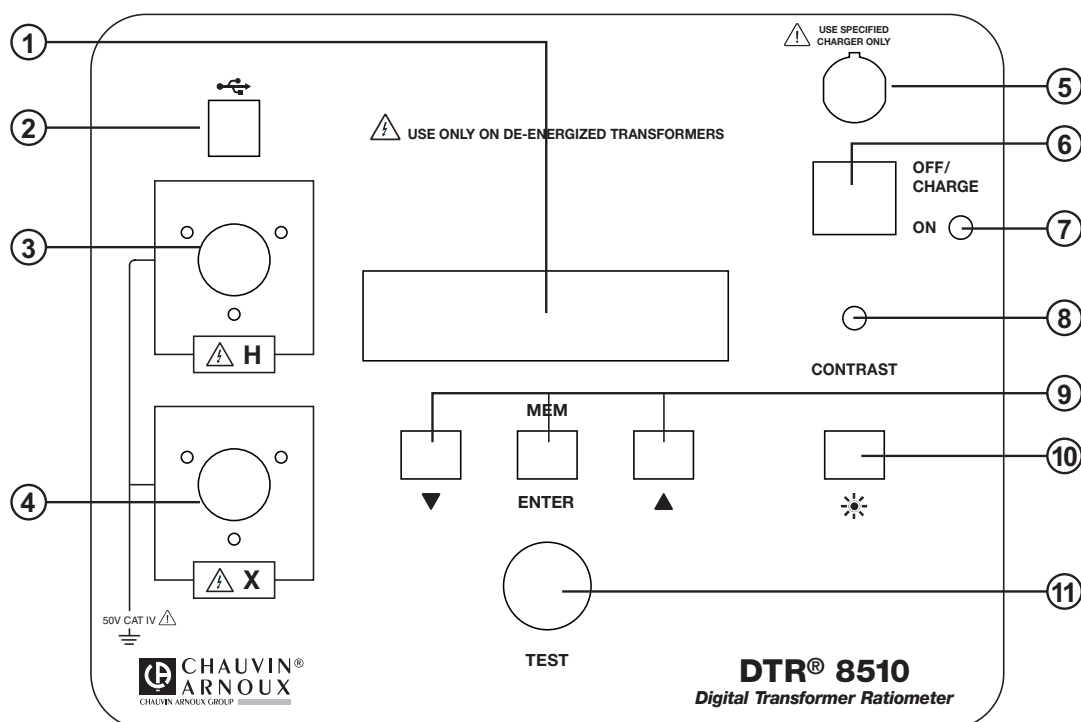 1
USE SPECIFIED
CHARGER ONLY
5
2
USE ONLY ON DE-ENERGIZED TRANSFORMERS
6
OFF/
CHARGE
ON
7
3
H
8
CONTRAST
9
MEM
▼
ENTER
▲
10
4
X
11
50V CAT IV
TEST
CHAUVIN®
ARNOUX
CHAUVIN ARNOUX GROUP
DTR® 8510
Digital Transformer Ratiometer